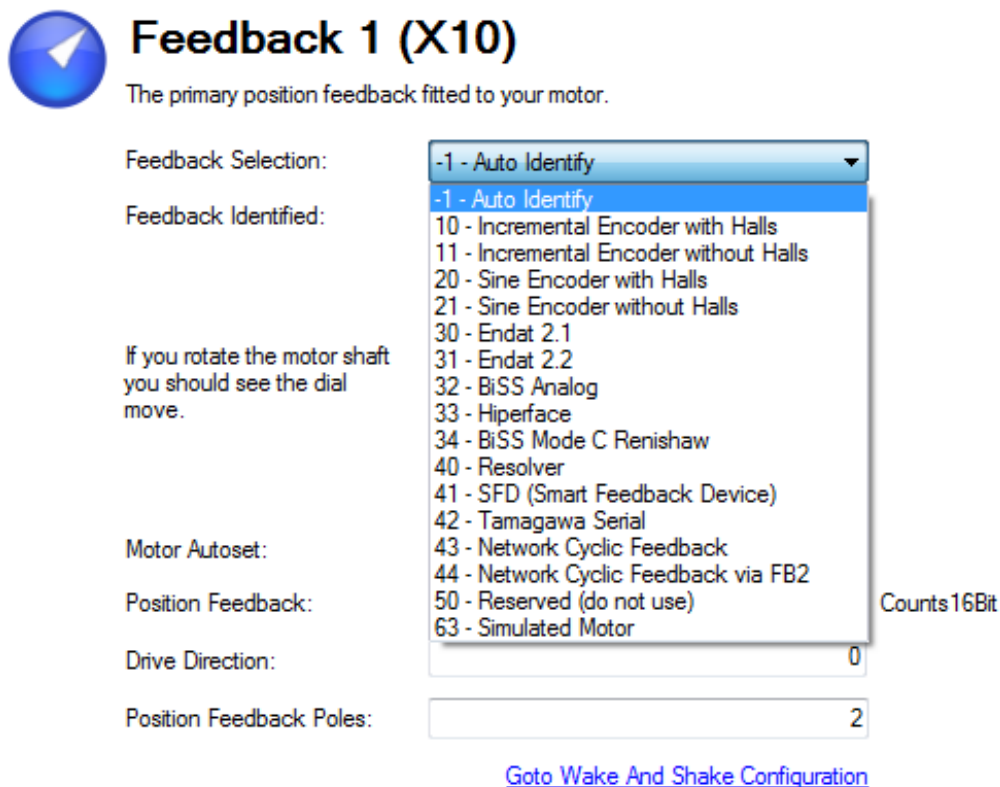 Feedback 1 (X10)
The primary position feedback fitted to your motor.
Feedback Selection:
-1 - Auto Identify
-1 - Auto Identify
Feedback Identified:
10 - Incremental Encoder with Halls
11 - Incremental Encoder without Halls
20 - Sine Encoder with Halls
21 - Sine Encoder without Halls
30 - Endat 2.1
31 - Endat 2.2
32 - BiSS Analog
33 - Hiperface
34 - BiSS Mode C Renishaw
40 - Resolver
41 - SFD (Smart Feedback Device)
42 - Tamagawa Serial
43 - Network Cyclic Feedback
44 - Network Cyclic Feedback via FB2
50 - Reserved (do not use)
63 - Simulated Motor
If you rotate the motor shaft
you should see the dial
move.
Motor Autoset:
Position Feedback:
Counts16Bit
Drive Direction:
0
Position Feedback Poles:
2
Goto Wake And Shake Configuration